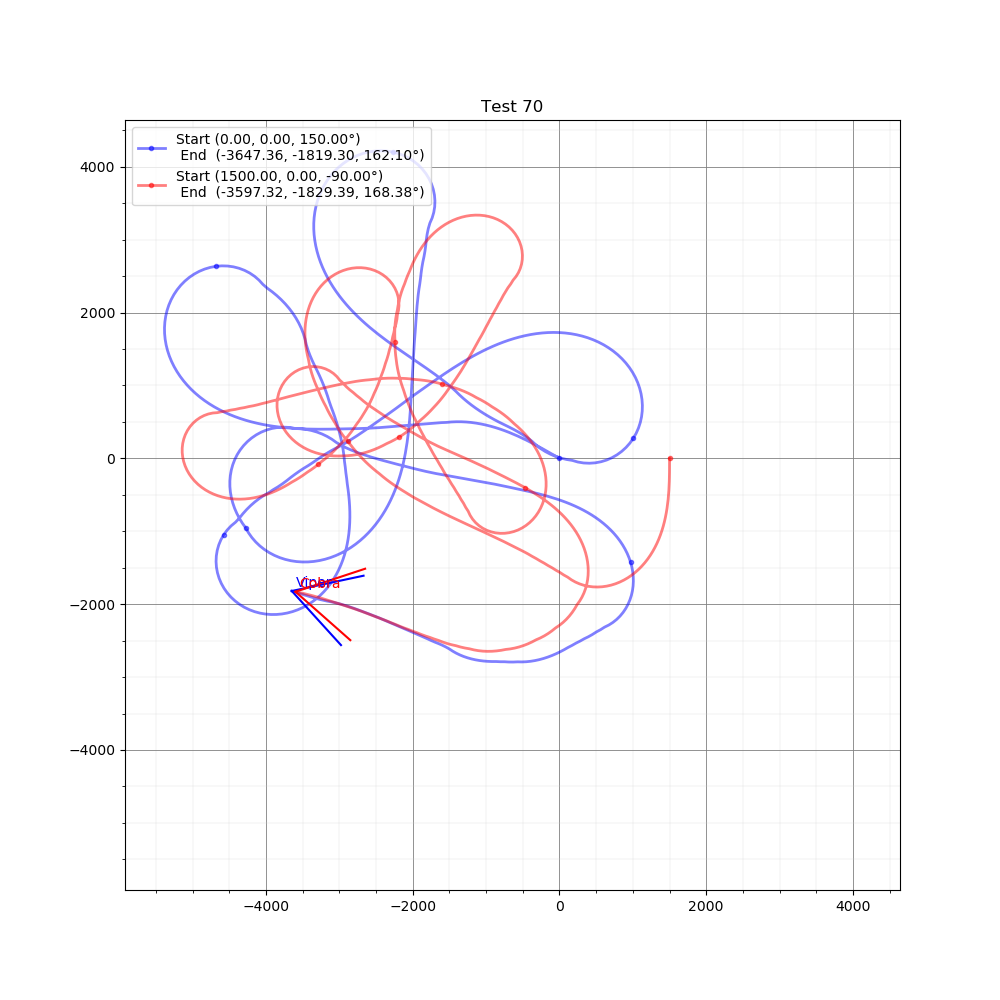 Test 70
Start (0.00, 0.00, 150.00°)
End (-3647.36, -1819.30, 162.10°)
Start (1500.00, 0.00, -90.00°)
End (-3597.32, -1829.39, 168.38°)
4000
2000
0
−2000
−4000
−4000 −2000 0 2000 4000